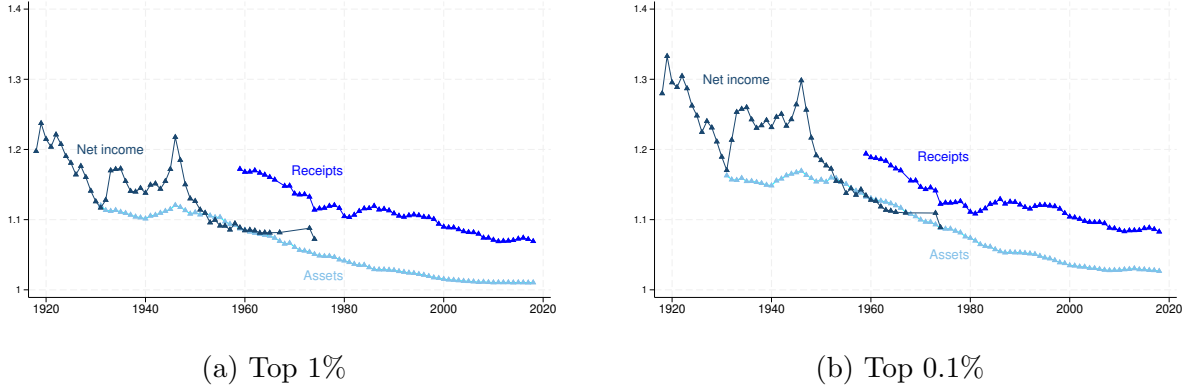 1.4
1.3
1.2
1.1
1
Net income
Receipts
Assets
1920 1940 1960 1980 2000 2020
(a) Top 1%
1.4
1.3
1.2
1.1
1
Net income
Receipts
Assets
1920 1940 1960 1980 2000 2020
(b) Top 0.1%